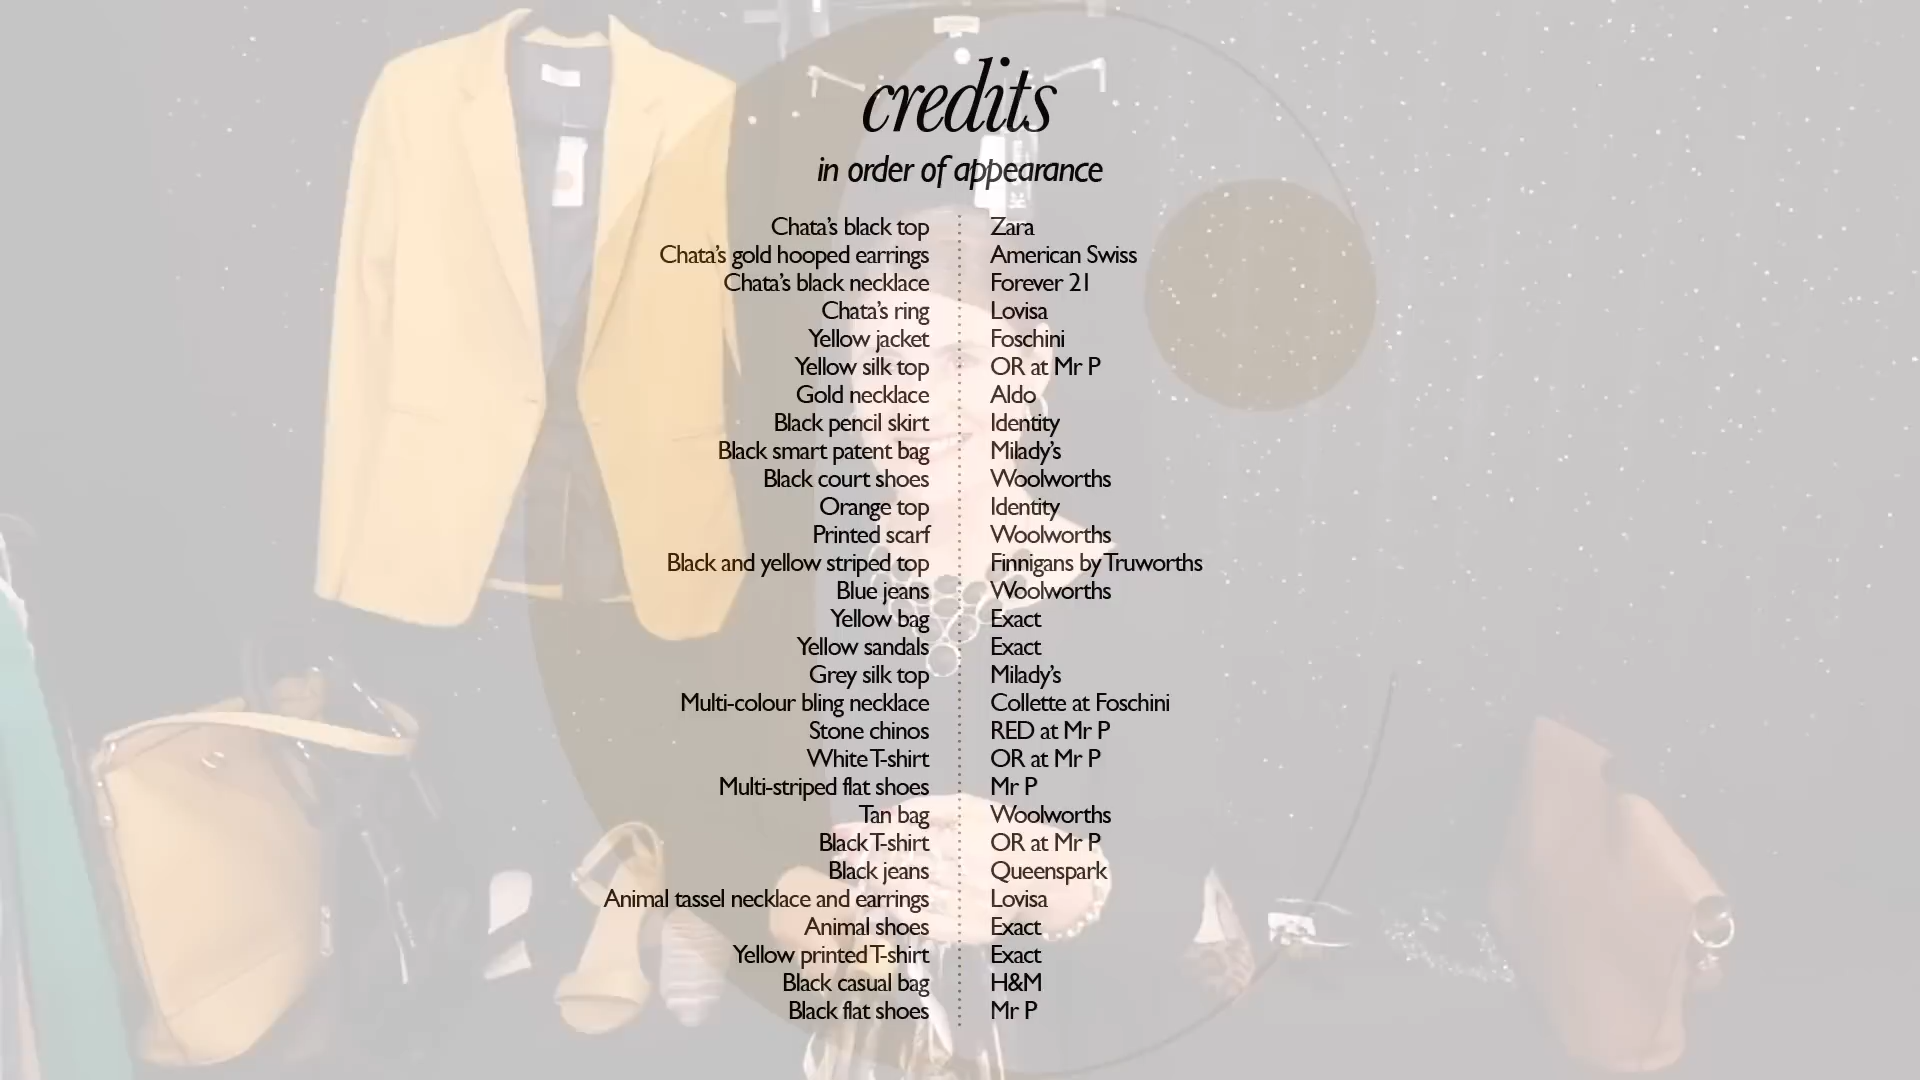 credits
in order of appearance
Chata's black top Zara
Chata's gold hooped earrings American Swiss
Chata's black necklace Forever 21
Chata's ring Lovisa
Yellow jacket Foschini
Yellow silk top OR at Mr P
Gold necklace Aldo
Black pencil skirt Identity
Black smart patent bag Milady's
Black court shoes Woolworths
Orange top Identity
Printed scarf Woolworths
Black and yellow striped top Finnigans by Truworths
Blue jeans Woolworths
Yellow bag Exact
Yellow sandals Exact
Grey silk top Milady's
Multi-colour bling necklace Collette at Foschini
Stone chinos RED at Mr P
White T-shirt OR at Mr P
Multi-striped flat shoes Mr P
Tan bag Woolworths
Black T-shirt OR at Mr P
Black jeans Queenspark
Animal tassel necklace and earrings Lovisa
Animal shoes Exact
Yellow printed T-shirt Exact
Black casual bag H&M
Black flat shoes Mr P